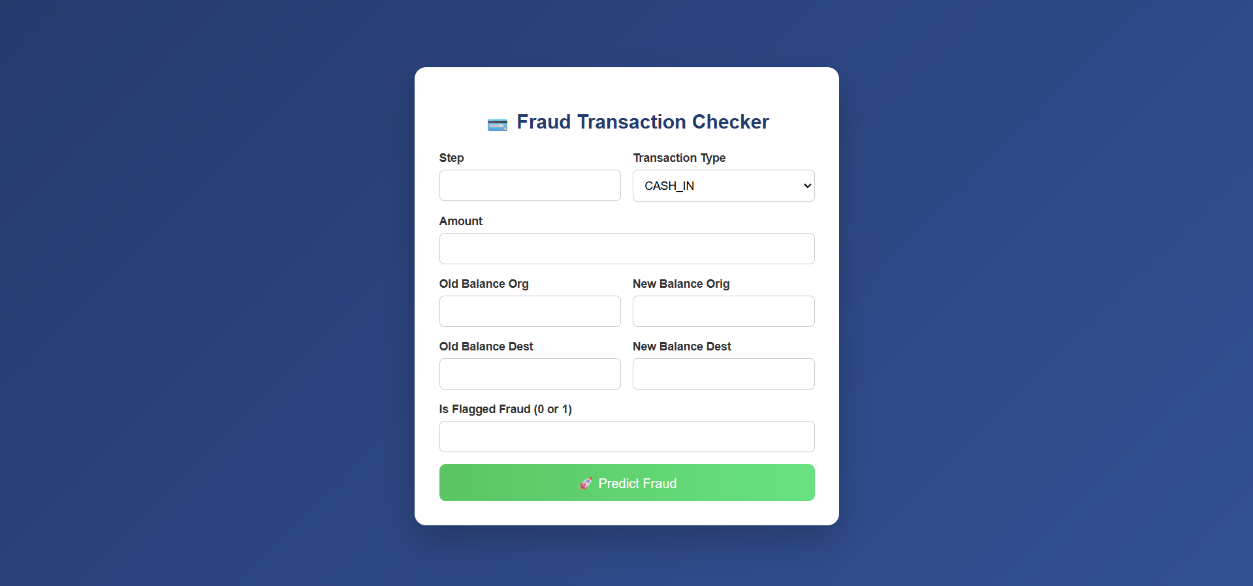 Fraud Transaction Checker
Step
Transaction Type
CASH_IN
Amount
Old Balance Org
New Balance Orig
Old Balance Dest
New Balance Dest
Is Flagged Fraud (0 or 1)
Predict Fraud